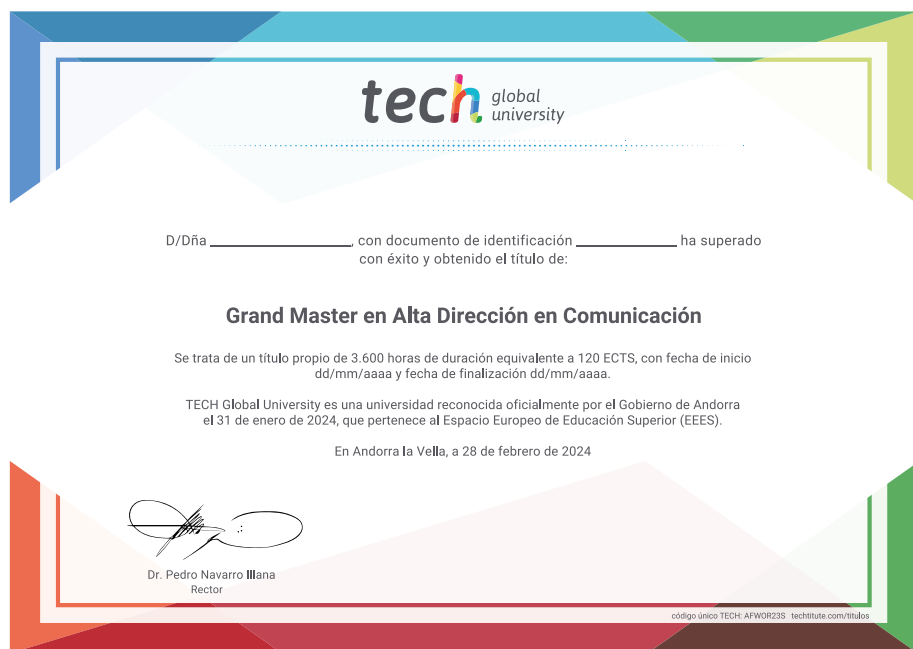 tech global university
D/Dña ________________, con documento de identificación ____________ ha superado
con éxito y obtenido el título de:
Grand Master en Alta Dirección en Comunicación
Se trata de un título propio de 3.600 horas de duración equivalente a 120 ECTS, con fecha de inicio
dd/mm/aaaa y fecha de finalización dd/mm/aaaa.
TECH Global University es una universidad reconocida oficialmente por el Gobierno de Andorra
el 31 de enero de 2024, que pertenece al Espacio Europeo de Educación Superior (EEES).
En Andorra la Vella, a 28 de febrero de 2024
Dr. Pedro Navarro Illana
Rector
código único TECH: AFWOR23S techtitute.com/titulos